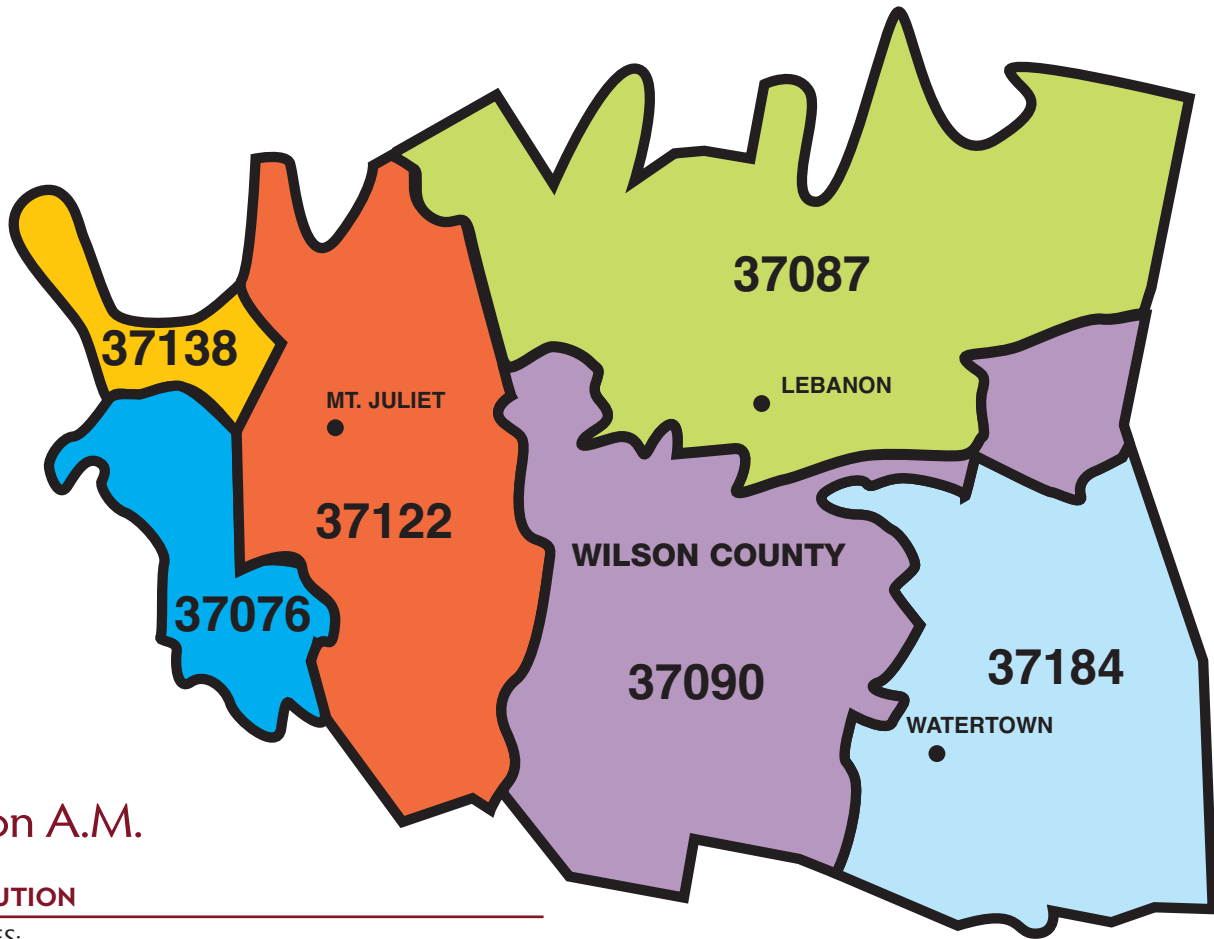 37087
37138
LEBANON
MT. JULIET
37122
WILSON COUNTY
37076
37184
37090
WATERTOWN
on A.M.
UTION